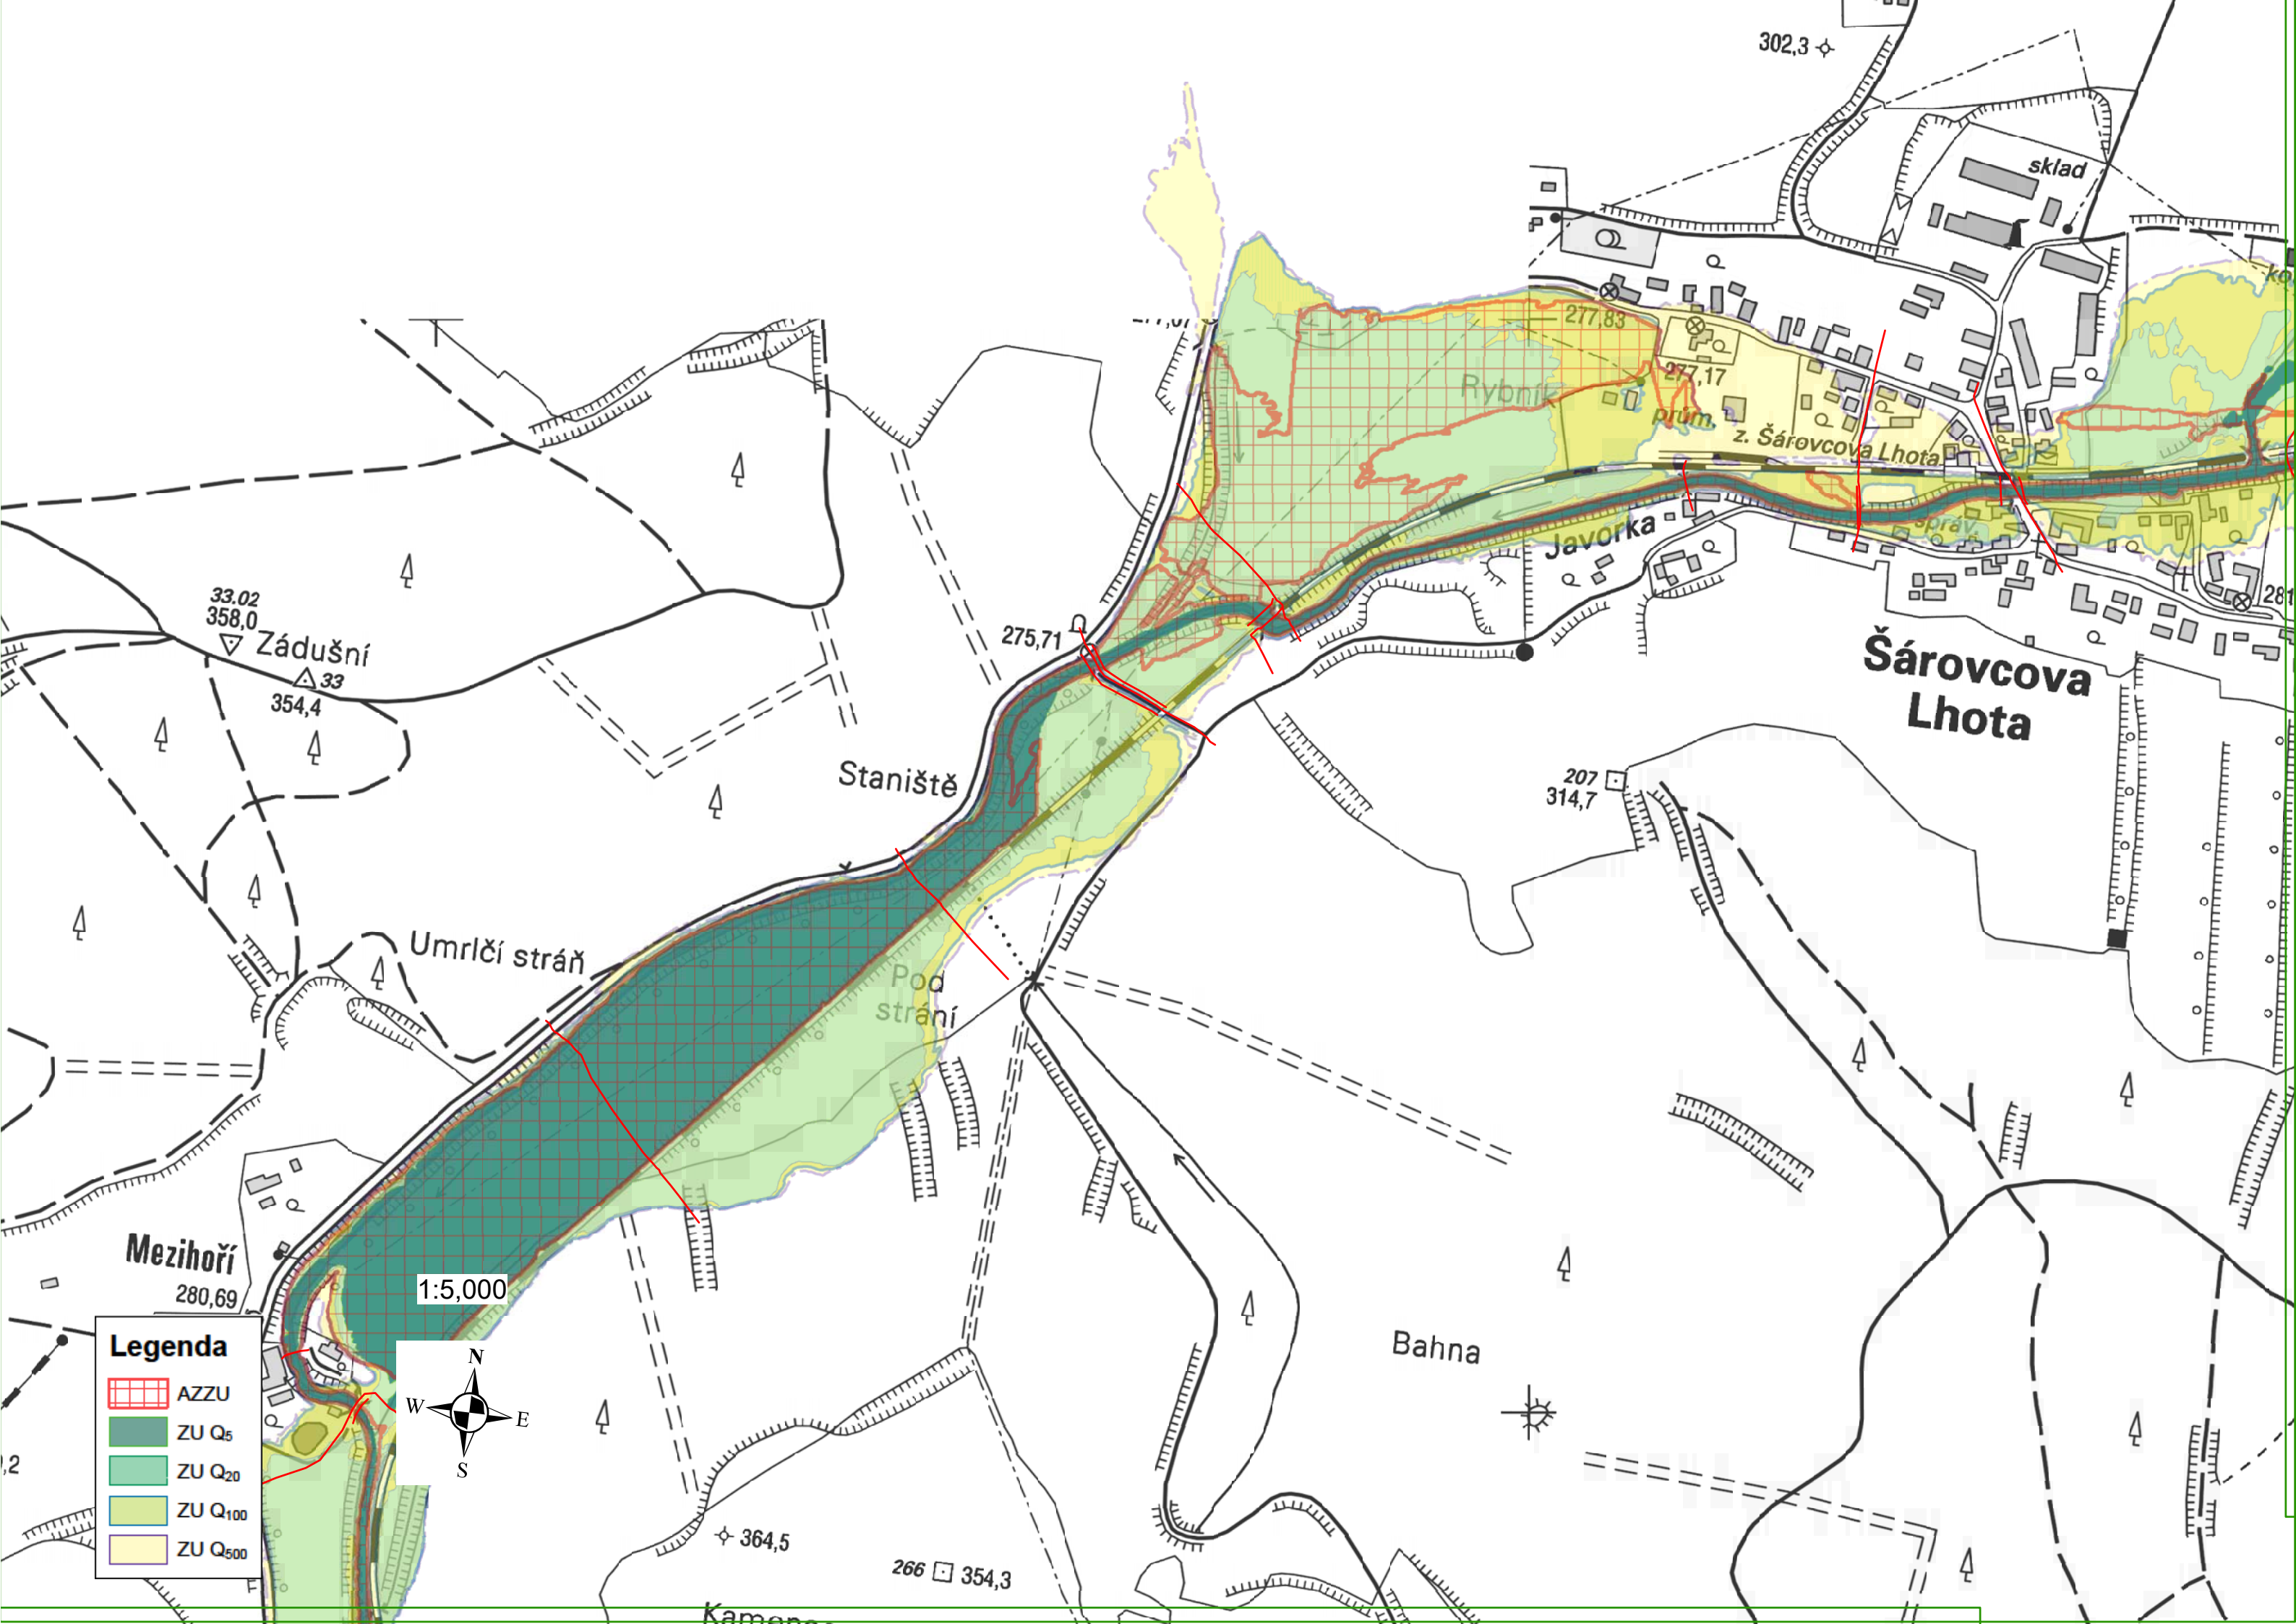 302,3
sklad
277,83
277,17
Rybník
prům.
z. Šárovcova Lhota
Javorka
správ.
281
33.02
358,0
Zádušní
33
354,4
275,71
Šárovcova
Lhota
Staniště
207
314,7
Umrlčí stráň
Pod
strání
Mezihoří
280,69
1:5,000
Bahna
Legenda
AZZU
ZU Q5
ZU Q20
ZU Q100
ZU Q500
N
W
E
S
,2
364,5
266
354,3